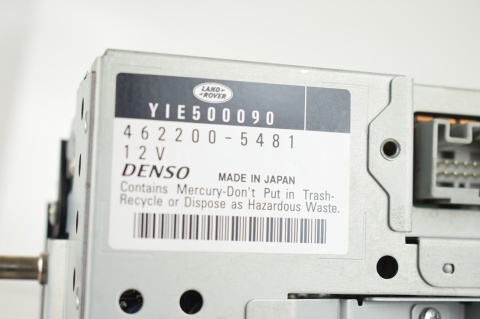 LAND-
ROVER
YIE500090
462200-5481
12V
DENSO MADE IN JAPAN
Contains Mercury-Don't Put in Trash-
Recycle or Dispose as Hazardous Waste.